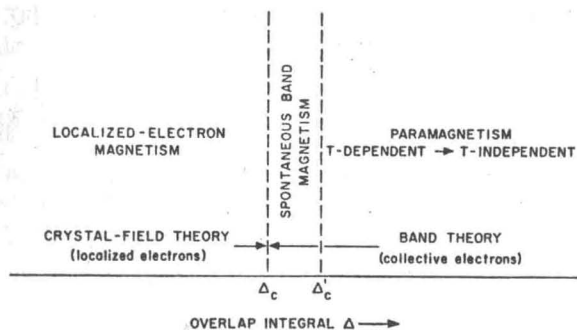 LOCALIZED-ELECTRON
MAGNETISM
SPONTANEOUS BAND
MAGNETISM
PARAMAGNETISM
T-DEPENDENT → T-INDEPENDENT
CRYSTAL-FIELD THEORY
(localized electrons)
BAND THEORY
(collective electrons)
Δc
Δ'c
OVERLAP INTEGRAL Δ →